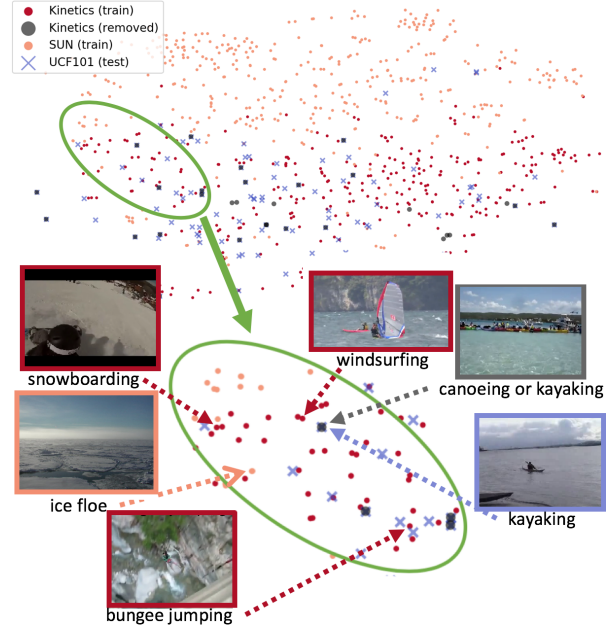 Kinetics (train)
Kinetics (removed)
SUN (train)
UCF101 (test)
windsurfing
snowboarding
canoeing or kayaking
ice floe
kayaking
bungee jumping